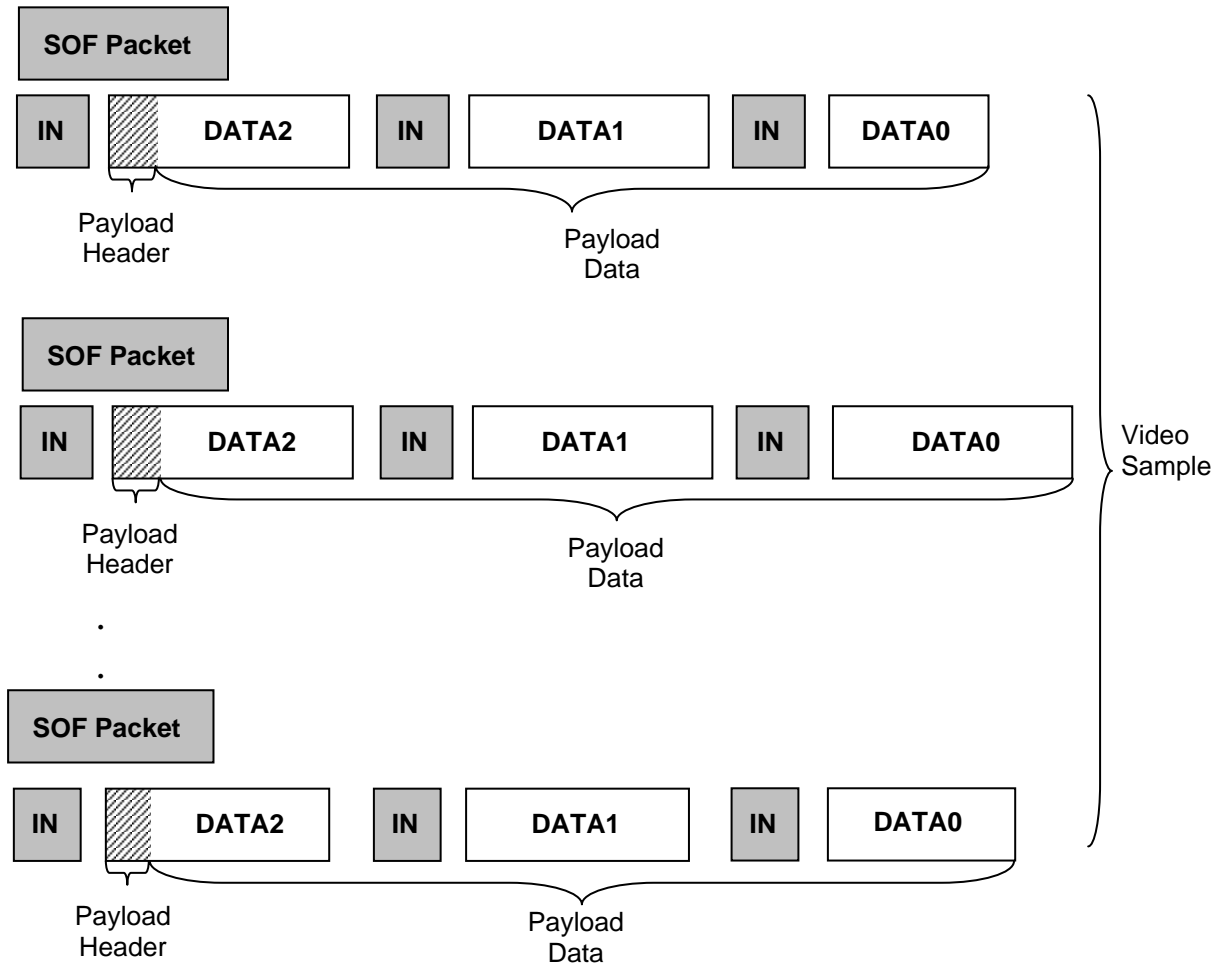 SOF Packet
IN DATA2 IN DATA1 IN DATA0
Payload
Header
Payload
Data
SOF Packet
IN DATA2 IN DATA1 IN DATA0
Video
Sample
Payload
Header
Payload
Data
.
.
SOF Packet
IN DATA2 IN DATA1 IN DATA0
Payload
Header
Payload
Data